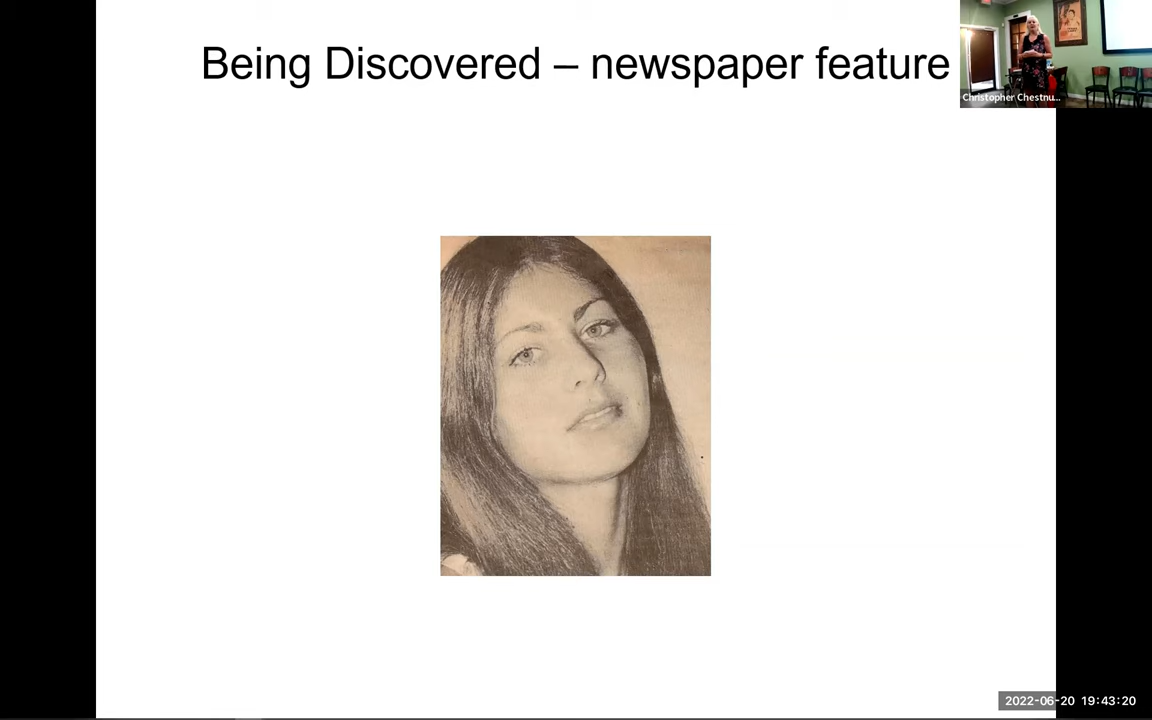 Being Discovered – newspaper feature
Christopher Chestnu...
2022-06-20 19:43:20